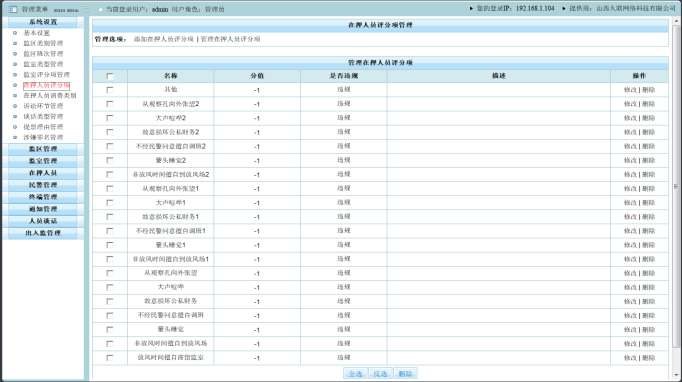 管理菜单
当前登录用户: admin 用户角色: 管理员
您的登录IP: 192.168.1.104
提供商: 山西久联网络科技有限公司
系统设置
基本设置
监区类别管理
监区班次管理
监室类型管理
监室评分项管理
在押人员评分项
在押人员消费类别
诉讼环节管理
谈话类型管理
提票理由管理
涉嫌罪名管理
监区管理
监室管理
在押人员
民警管理
终端管理
通知管理
人员谈话
出入监管理
在押人员评分项管理
管理选项: 添加在押人员评分项 | 管理在押人员评分项
管理在押人员评分项
名称 分值 是否违规 描述 操作
其他 -1 违规 修改 | 删除
从观察孔向外张望2 -1 违规 修改 | 删除
大声喧哗2 -1 违规 修改 | 删除
故意损坏公私财务2 -1 违规 修改 | 删除
不经民警同意擅自调班2 -1 违规 修改 | 删除
蒙头睡觉2 -1 违规 修改 | 删除
非放风时间擅自到放风场2 -1 违规 修改 | 删除
从观察孔向外张望1 -1 违规 修改 | 删除
大声喧哗1 -1 违规 修改 | 删除
故意损坏公私财务1 -1 违规 修改 | 删除
不经民警同意擅自调班1 -1 违规 修改 | 删除
蒙头睡觉1 -1 违规 修改 | 删除
非放风时间擅自到放风场1 -1 违规 修改 | 删除
从观察孔向外张望 -1 违规 修改 | 删除
大声喧哗 -1 违规 修改 | 删除
故意损坏公私财务 -1 违规 修改 | 删除
不经民警同意擅自调班 -1 违规 修改 | 删除
蒙头睡觉 -1 违规 修改 | 删除
非放风时间擅自到放风场 -1 违规 修改 | 删除
放风时间擅自滞留监室 -1 违规 修改 | 删除
全选 反选 删除